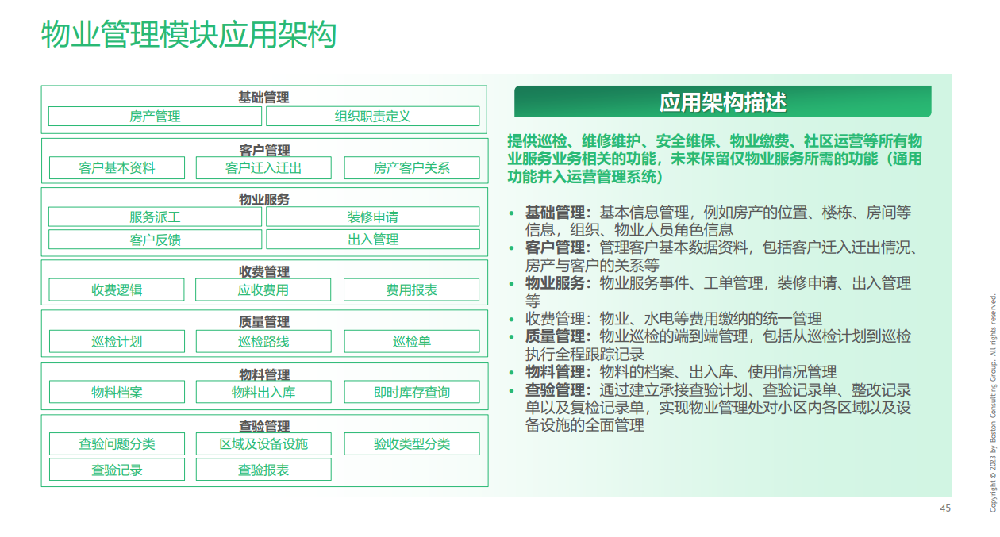 物业管理模块应用架构
基础管理
房产管理
组织职责定义
客户管理
客户基本资料
客户迁入迁出
房产客户关系
物业服务
服务派工
装修申请
客户反馈
出入管理
收费管理
收费逻辑
应收费用
费用报表
质量管理
巡检计划
巡检路线
巡检单
物料管理
物料档案
物料出入库
即时库存查询
查验管理
查验问题分类
区域及设备设施
验收类型分类
查验记录
查验报表
应用架构描述
提供巡检、维修维护、安全维保、物业缴费、社区运营等所有物
业服务业务相关的功能，未来保留仅物业服务所需的功能（通用
功能并入运营管理系统）
• 基础管理：基本信息管理，例如房产的位置、楼栋、房间等
信息，组织、物业人员角色信息
• 客户管理：管理客户基本数据资料，包括客户迁入迁出情况、
房产与客户的关系等
• 物业服务：物业服务事件、工单管理，装修申请、出入管理
等
• 收费管理：物业、水电等费用缴纳的统一管理
• 质量管理：物业巡检的端到端管理，包括从巡检计划到巡检
执行全程跟踪记录
• 物料管理：物料的档案、出入库、使用情况管理
• 查验管理：通过建立承接查验计划、查验记录单、整改记录
单以及复检记录单，实现物业管理处对小区内各区域以及设
备设施的全面管理
45
Copyright © 2023 by Boston Consulting Group. All rights reserved.